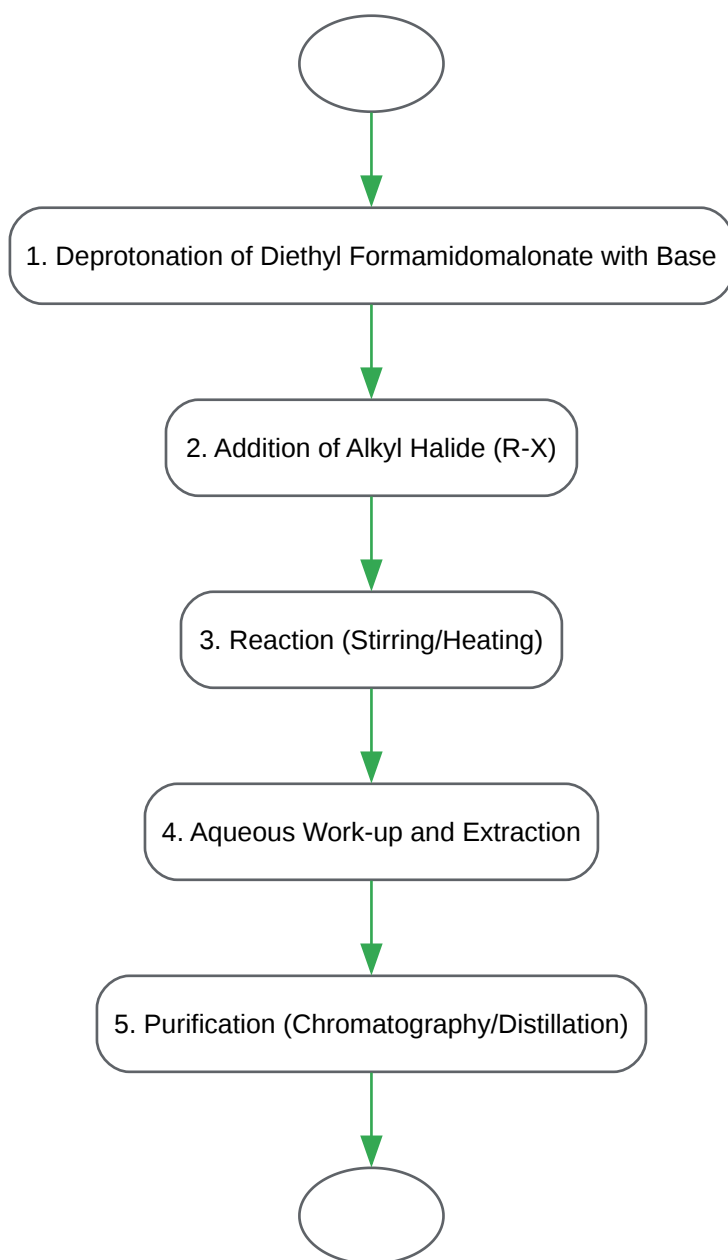 1. Deprotonation of Diethyl Formamidomalonate with Base
2. Addition of Alkyl Halide (R-X)
3. Reaction (Stirring/Heating)
4. Aqueous Work-up and Extraction
5. Purification (Chromatography/Distillation)